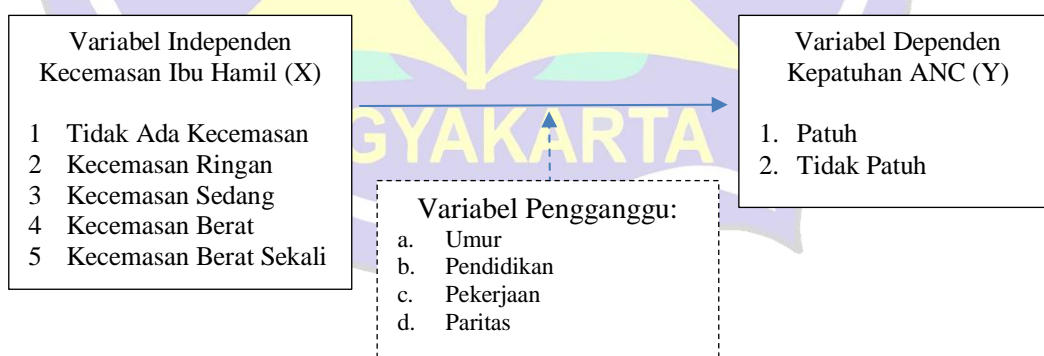 Variabel Independen
Kecemasan Ibu Hamil (X)
1 Tidak Ada Kecemasan
2 Kecemasan Ringan
3 Kecemasan Sedang
4 Kecemasan Berat
5 Kecemasan Berat Sekali
GYAKARTA
Variabel Pengganggu:
a. Umur
b. Pendidikan
c. Pekerjaan
d. Paritas
Variabel Dependen
Kepatuhan ANC (Y)
1. Patuh
2. Tidak Patuh